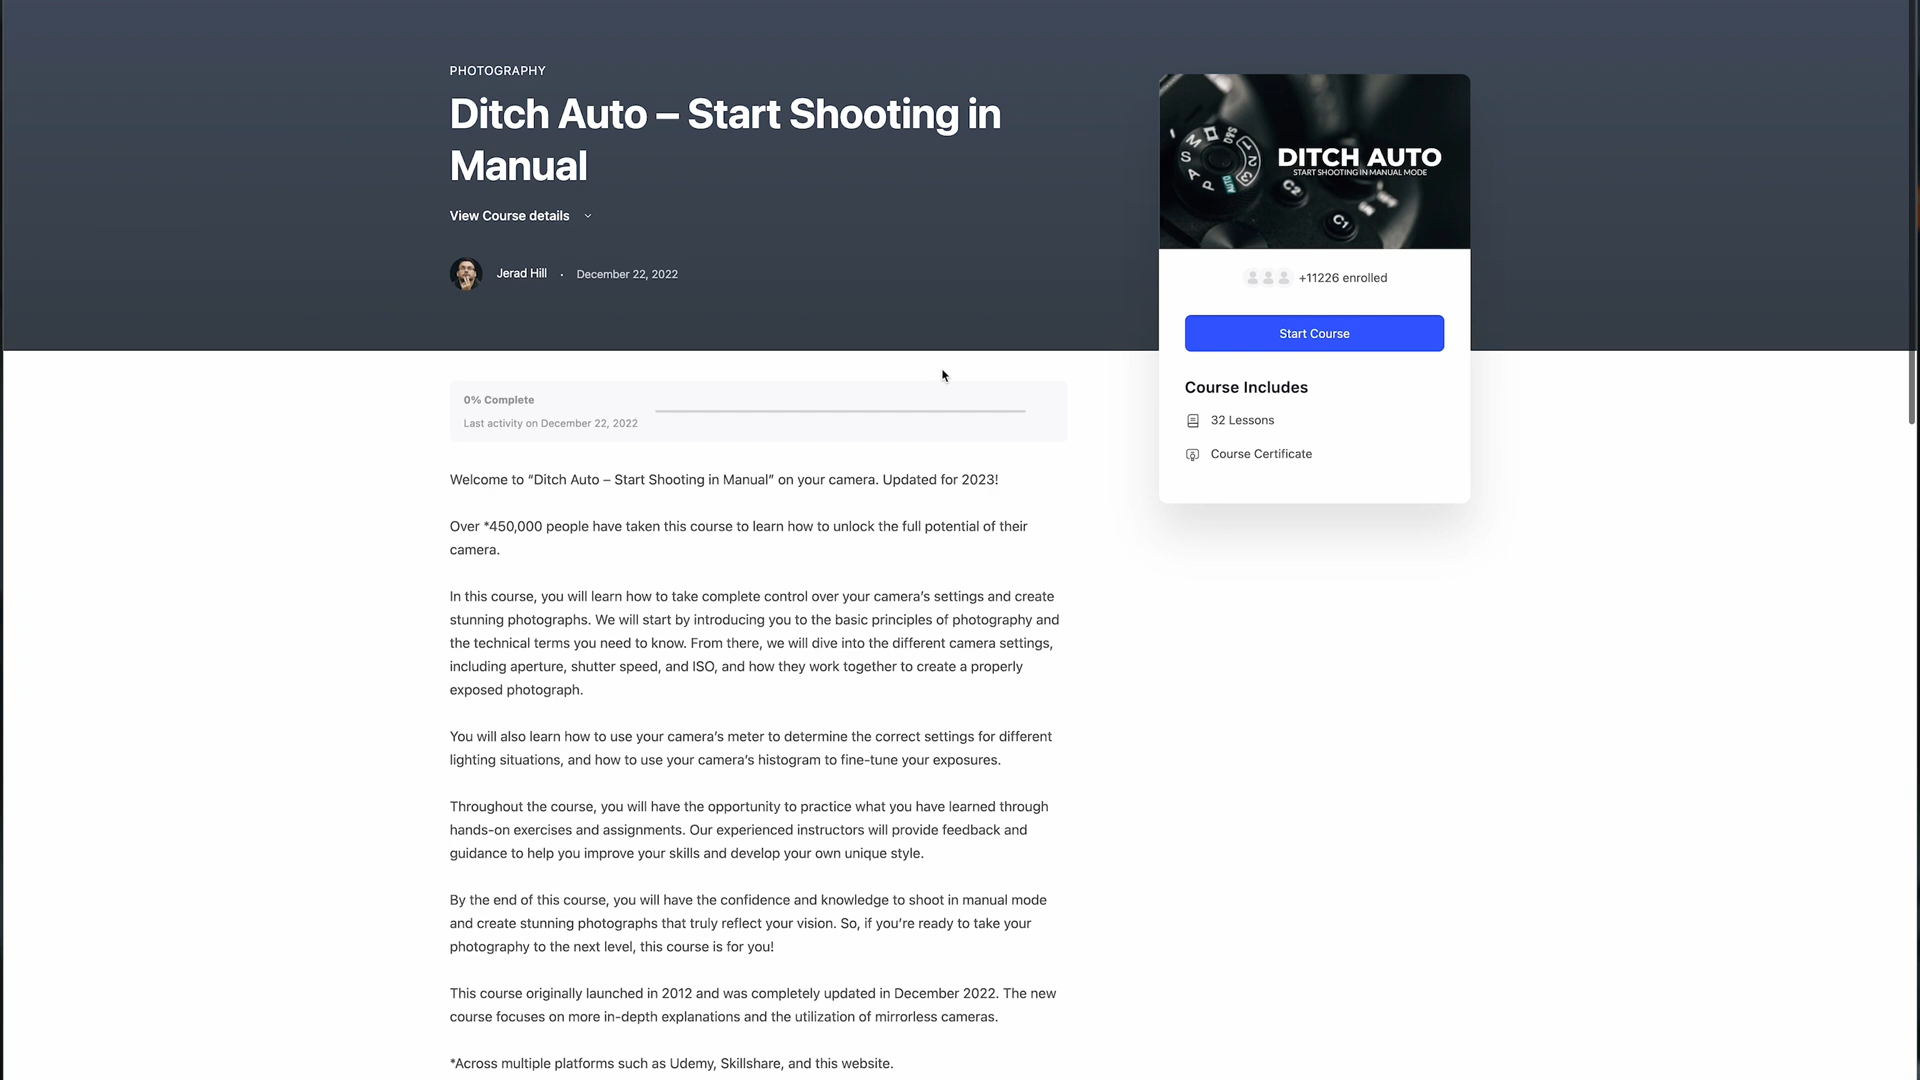 PHOTOGRAPHY
Ditch Auto – Start Shooting in
Manual
View Course details
Jerad Hill · December 22, 2022
M
S&Q
S
1
2
3
A
P
AUTO
C2
C1
DITCH AUTO
START SHOOTING IN MANUAL MODE
+11226 enrolled
Start Course
Course Includes
32 Lessons
Course Certificate
0% Complete
Last activity on December 22, 2022
Welcome to “Ditch Auto – Start Shooting in Manual” on your camera. Updated for 2023!
Over *450,000 people have taken this course to learn how to unlock the full potential of their
camera.
In this course, you will learn how to take complete control over your camera’s settings and create
stunning photographs. We will start by introducing you to the basic principles of photography and
the technical terms you need to know. From there, we will dive into the different camera settings,
including aperture, shutter speed, and ISO, and how they work together to create a properly
exposed photograph.
You will also learn how to use your camera’s meter to determine the correct settings for different
lighting situations, and how to use your camera’s histogram to fine-tune your exposures.
Throughout the course, you will have the opportunity to practice what you have learned through
hands-on exercises and assignments. Our experienced instructors will provide feedback and
guidance to help you improve your skills and develop your own unique style.
By the end of this course, you will have the confidence and knowledge to shoot in manual mode
and create stunning photographs that truly reflect your vision. So, if you’re ready to take your
photography to the next level, this course is for you!
This course originally launched in 2012 and was completely updated in December 2022. The new
course focuses on more in-depth explanations and the utilization of mirrorless cameras.
*Across multiple platforms such as Udemy, Skillshare, and this website.